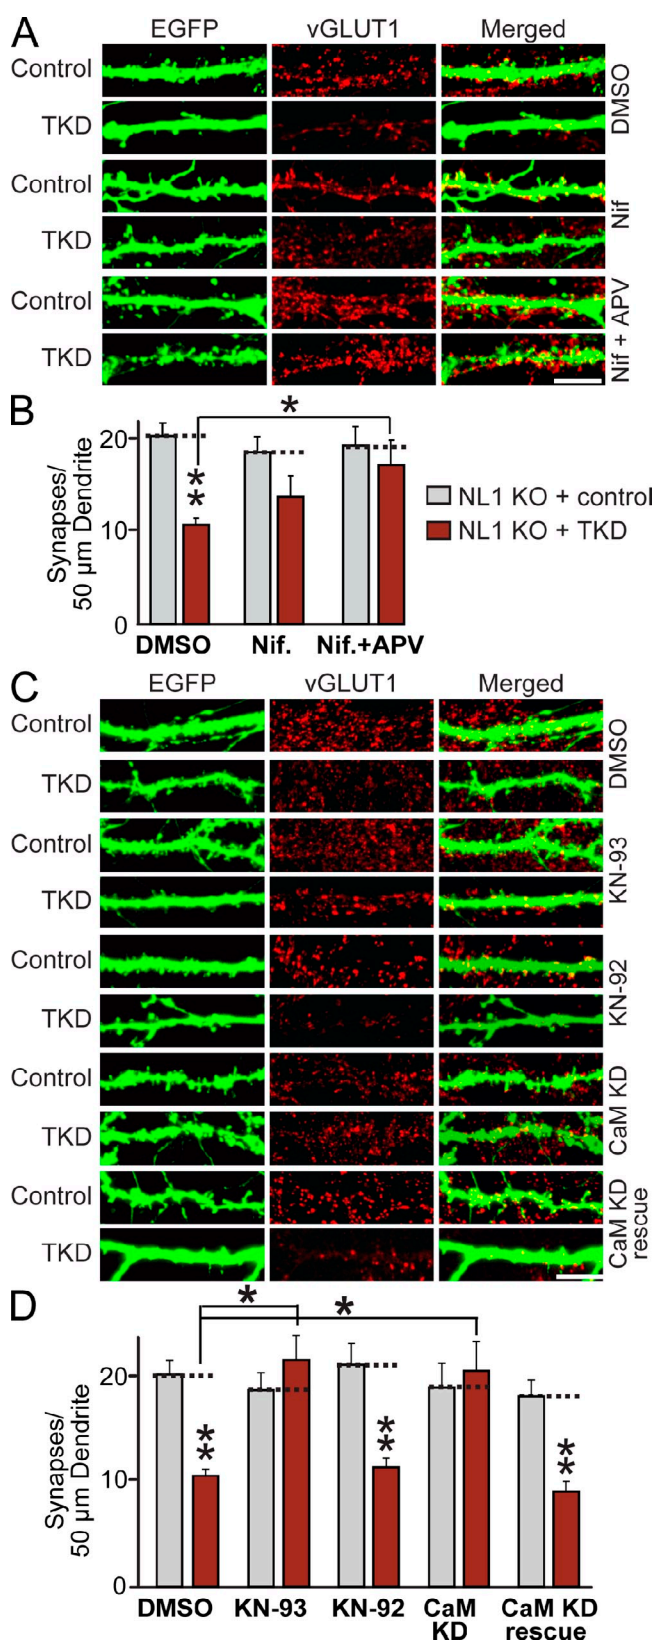 A
EGFP vGLUT1 Merged
Control
TKD
DMSO
Control
TKD
Nif
Control
TKD
Nif + APV
B
*
20
**
10
0
Synapses/
50 µm Dendrite
NL1 KO + control
NL1 KO + TKD
DMSO Nif. Nif.+APV
C
EGFP vGLUT1 Merged
Control
TKD
DMSO
Control
TKD
KN-93
Control
TKD
KN-92
Control
TKD
CaM KD
Control
TKD
CaM KD
rescue
D
*
*
20
**
**
**
10
0
Synapses/
50 µm Dendrite
DMSO KN-93 KN-92 CaM CaM KD
KD rescue